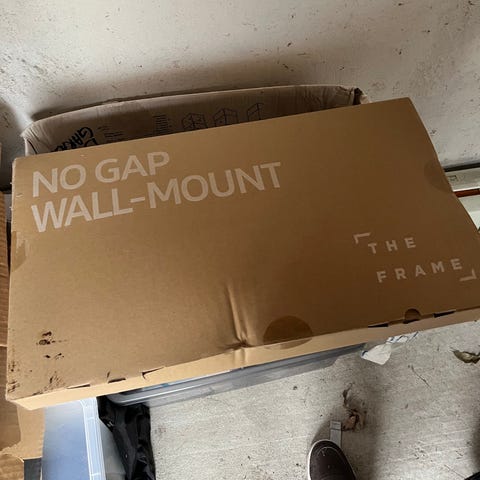 NO GAP
WALL-MOUNT
THE
FRAME